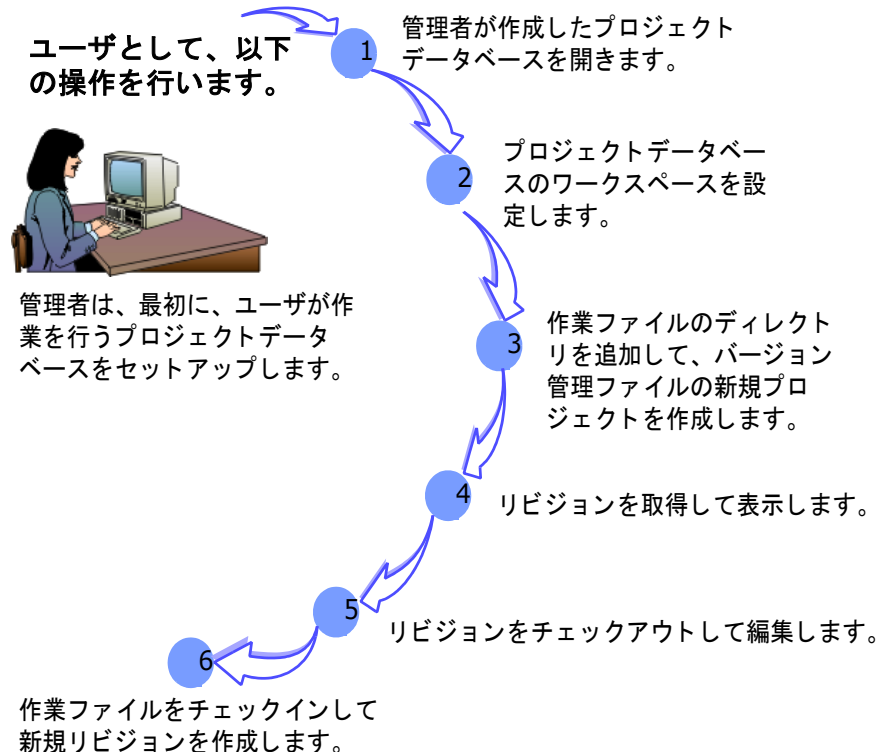 ユーザとして、以下
の操作を行います。
管理者は、最初に、ユーザが作
業を行うプロジェクトデータ
ベースをセットアップします。
1
管理者が作成したプロジェクト
データベースを開きます。
2
プロジェクトデータベー
スのワークスペースを設
定します。
3
作業ファイルのディレクト
リを追加して、バージョン
管理ファイルの新規プロ
ジェクトを作成します。
4
リビジョンを取得して表示します。
5
リビジョンをチェックアウトして編集します。
6
作業ファイルをチェックインして
新規リビジョンを作成します。